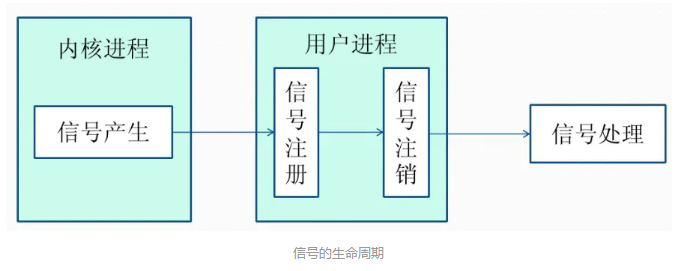 内核进程
用户进程
信号产生
信号注册
信号注销
信号处理
信号的生命周期